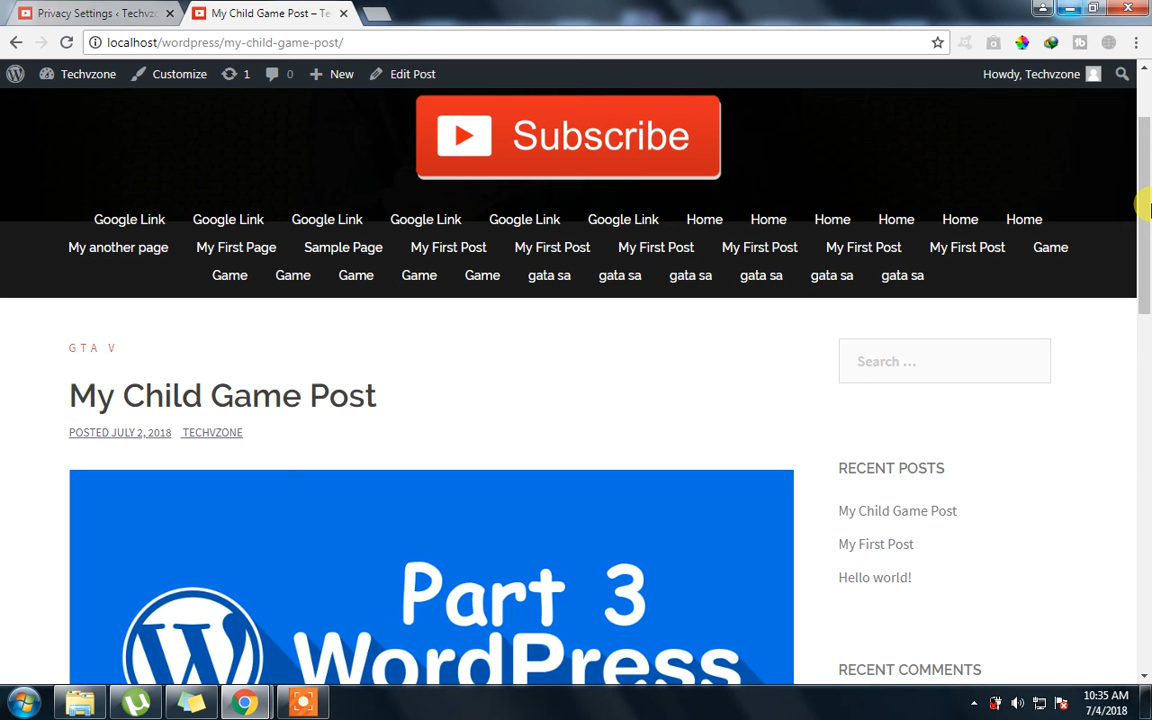 Privacy Settings ‹ Techvzo
My Child Game Post – Te
localhost/wordpress/my-child-game-post/
Techvzone Customize 1 0 New Edit Post Howdy, Techvzone
Subscribe
Google Link Google Link Google Link Google Link Google Link Google Link Home Home Home Home Home Home
My another page My First Page Sample Page My First Post My First Post My First Post My First Post My First Post My First Post Game
Game Game Game Game Game gata sa gata sa gata sa gata sa gata sa gata sa
GTA V
My Child Game Post
POSTED JULY 2, 2018 TECHVZONE
Search …
RECENT POSTS
My Child Game Post
My First Post
Hello world!
RECENT COMMENTS
Part 3
WordPress
10:35 AM
7/4/2018